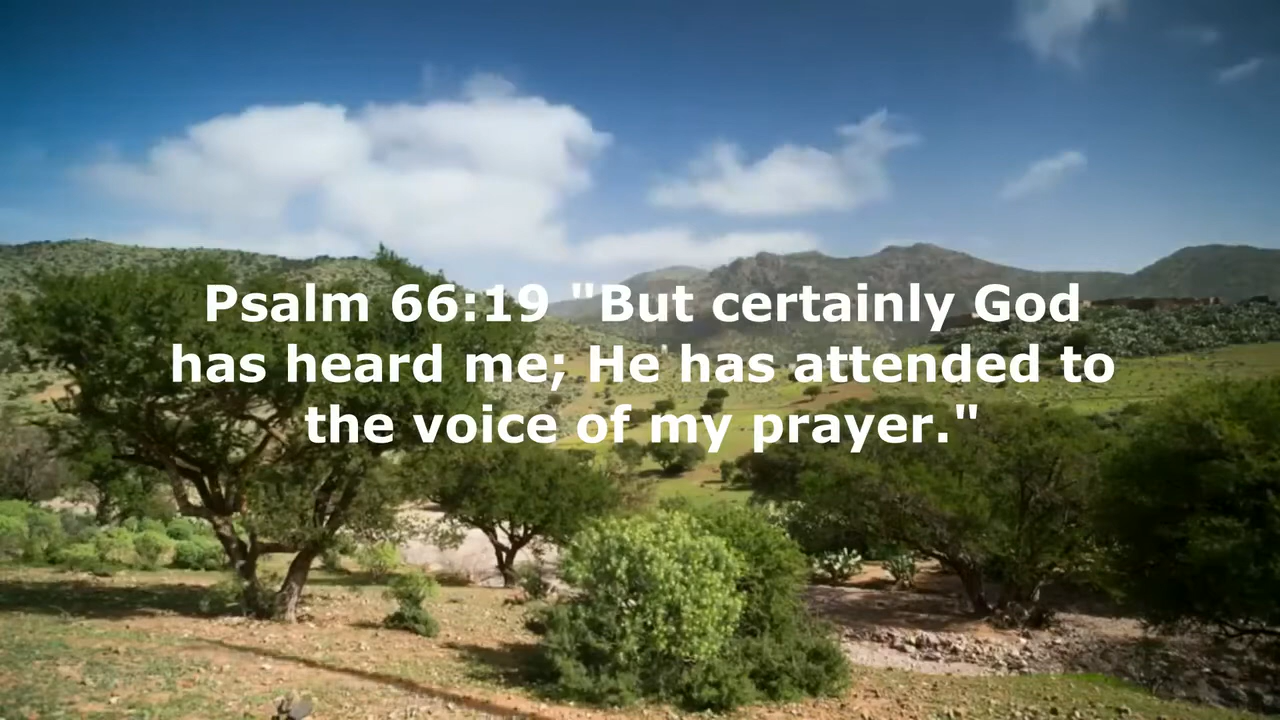 Psalm 66:19 "But certainly God
has heard me; He has attended to
the voice of my prayer."